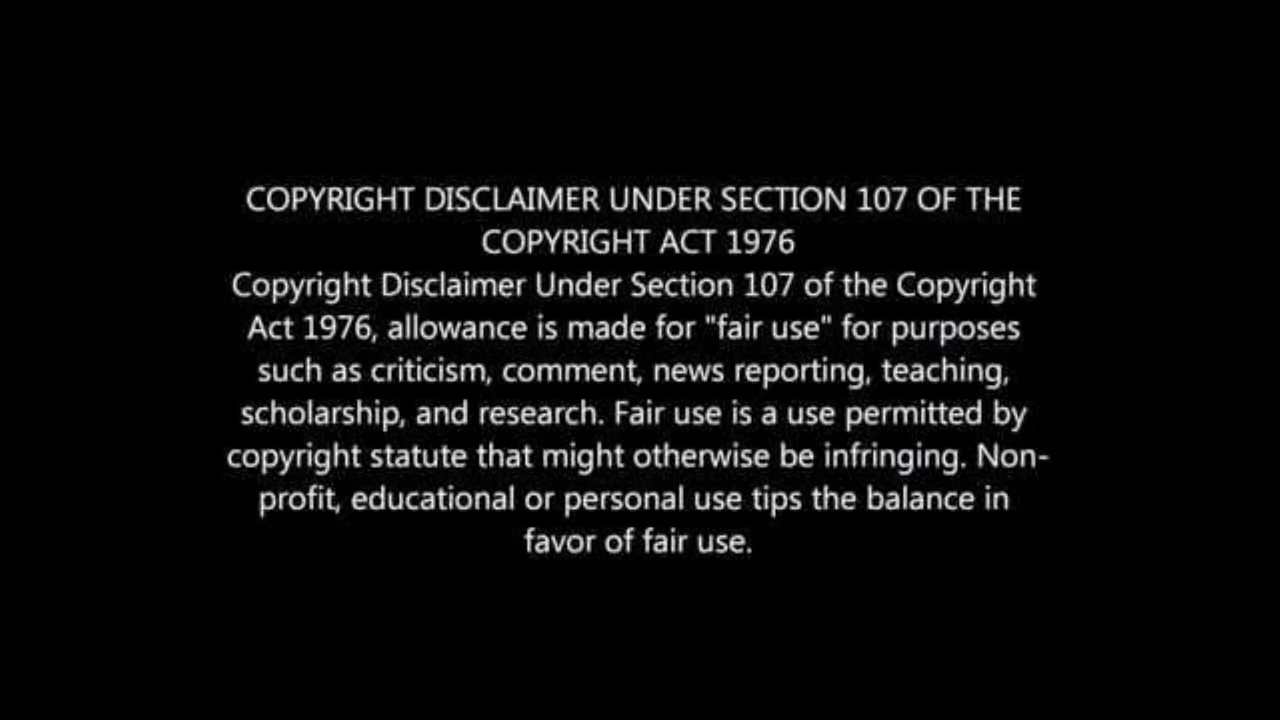 COPYRIGHT DISCLAIMER UNDER SECTION 107 OF THE
COPYRIGHT ACT 1976
Copyright Disclaimer Under Section 107 of the Copyright
Act 1976, allowance is made for "fair use" for purposes
such as criticism, comment, news reporting, teaching,
scholarship, and research. Fair use is a use permitted by
copyright statute that might otherwise be infringing. Non-
profit, educational or personal use tips the balance in
favor of fair use.